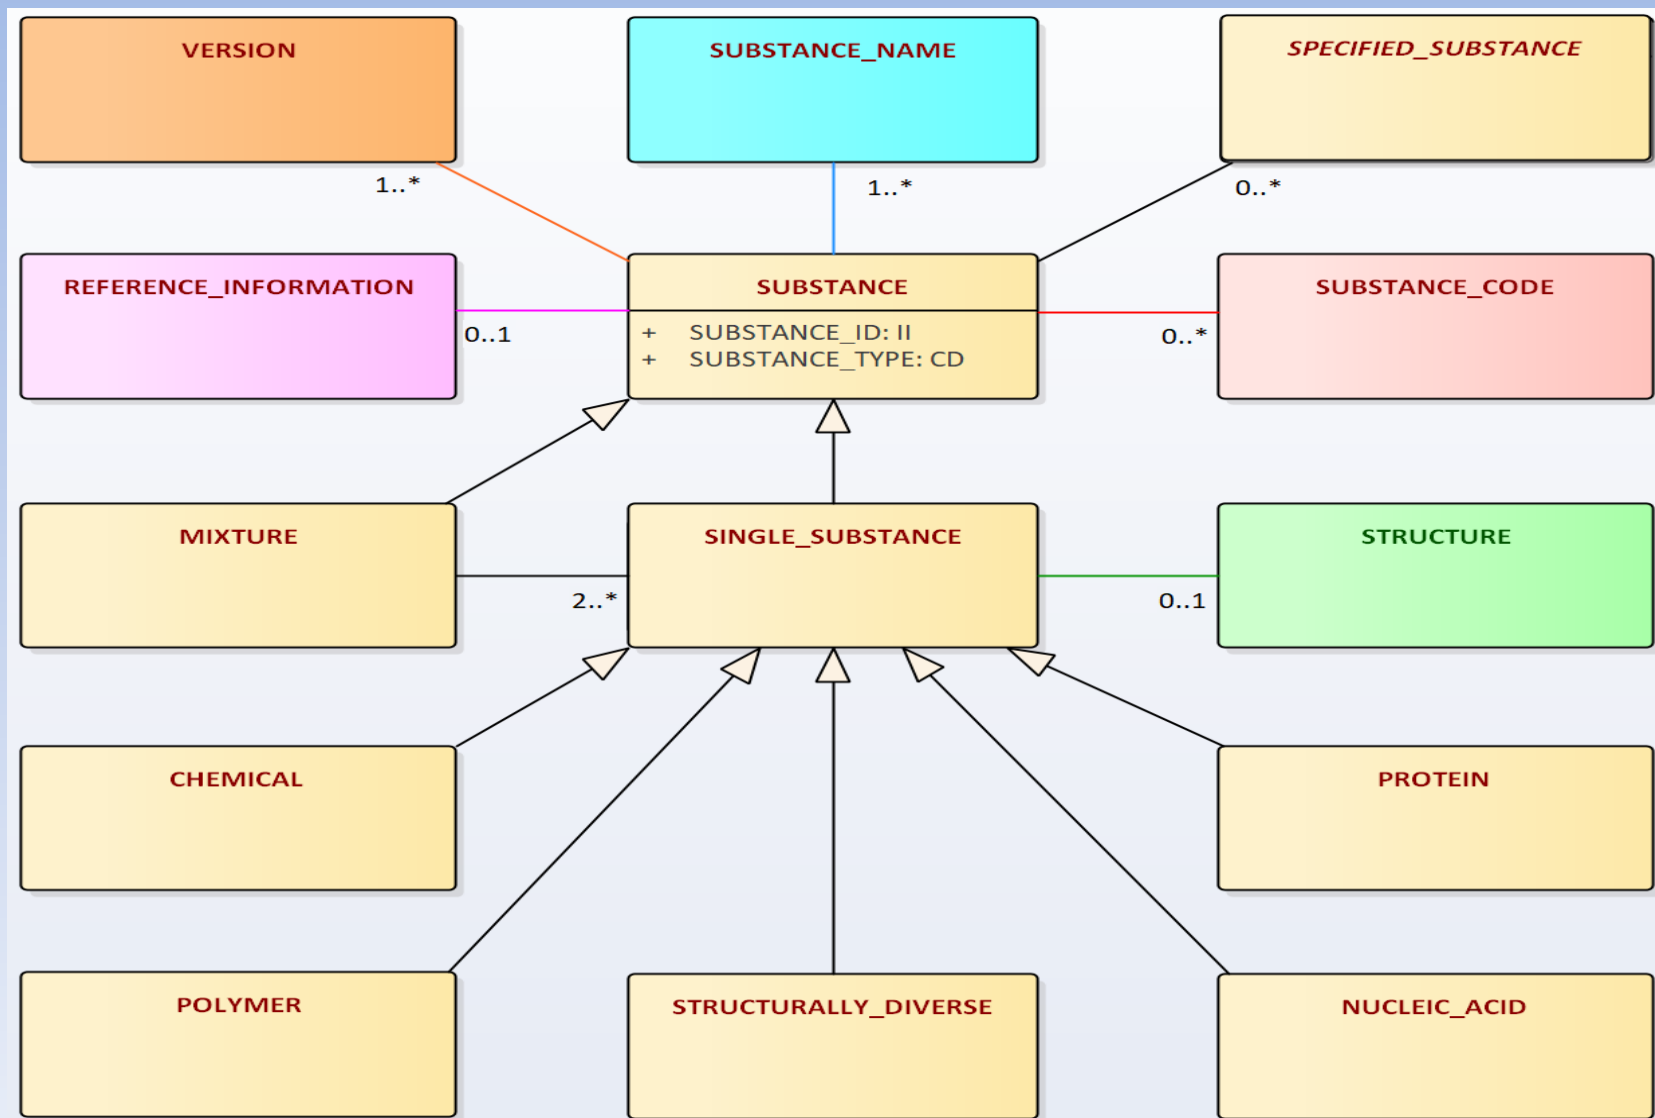 VERSION
SUBSTANCE_NAME
SPECIFIED_SUBSTANCE
1..*
1..*
0..*
REFERENCE_INFORMATION
SUBSTANCE
SUBSTANCE_CODE
+ SUBSTANCE_ID: II
+ SUBSTANCE_TYPE: CD
0..1
0..*
MIXTURE
SINGLE_SUBSTANCE
STRUCTURE
2..*
0..1
CHEMICAL
PROTEIN
POLYMER
STRUCTURALLY_DIVERSE
NUCLEIC_ACID